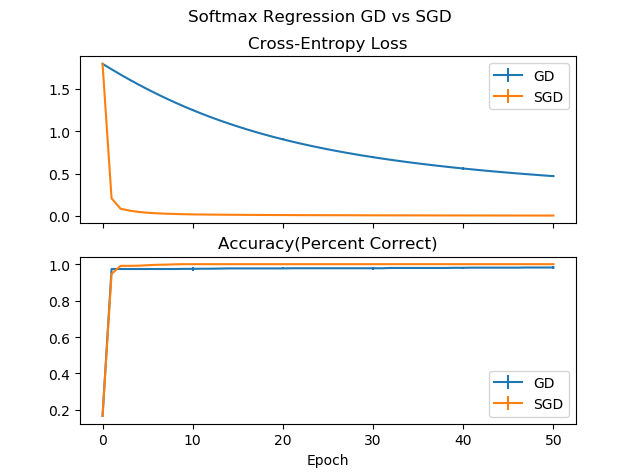 Softmax Regression GD vs SGD
Cross-Entropy Loss
1.5
1.0
0.5
0.0
GD
SGD
Accuracy(Percent Correct)
1.0
0.8
0.6
0.4
0.2
GD
SGD
0 10 20 30 40 50
Epoch